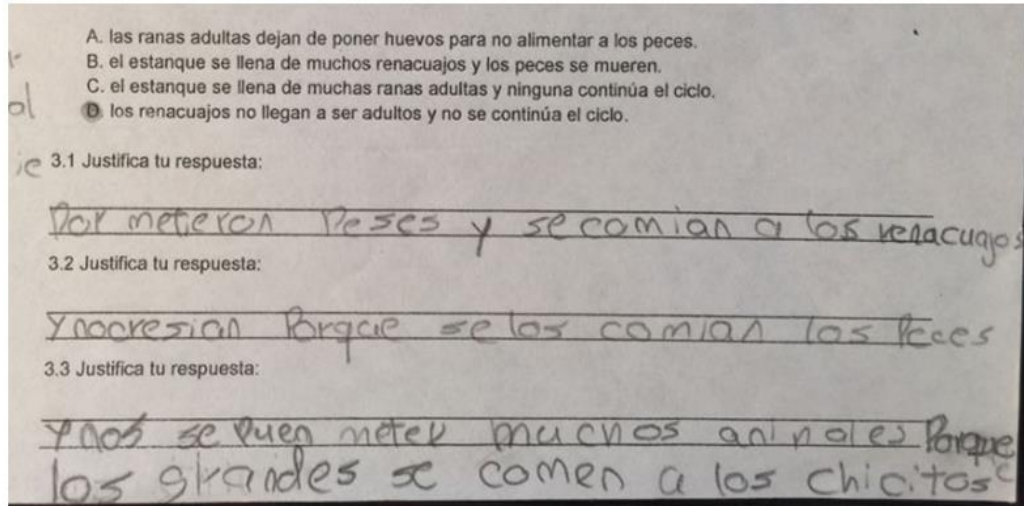 A. las ranas adultas dejan de poner huevos para no alimentar a los peces.
B. el estanque se llena de muchos renacuajos y los peces se mueren.
C. el estanque se llena de muchas ranas adultas y ninguna continúa el ciclo.
D. los renacuajos no llegan a ser adultos y no se continúa el ciclo.
3.1 Justifica tu respuesta:
Por metieron Peses y se comian a los renacuajos
3.2 Justifica tu respuesta:
y nocresian Porque se los comian los Peces
3.3 Justifica tu respuesta:
y nos se puen meter muchos animales Porque
los grandes se comen a los chicitos